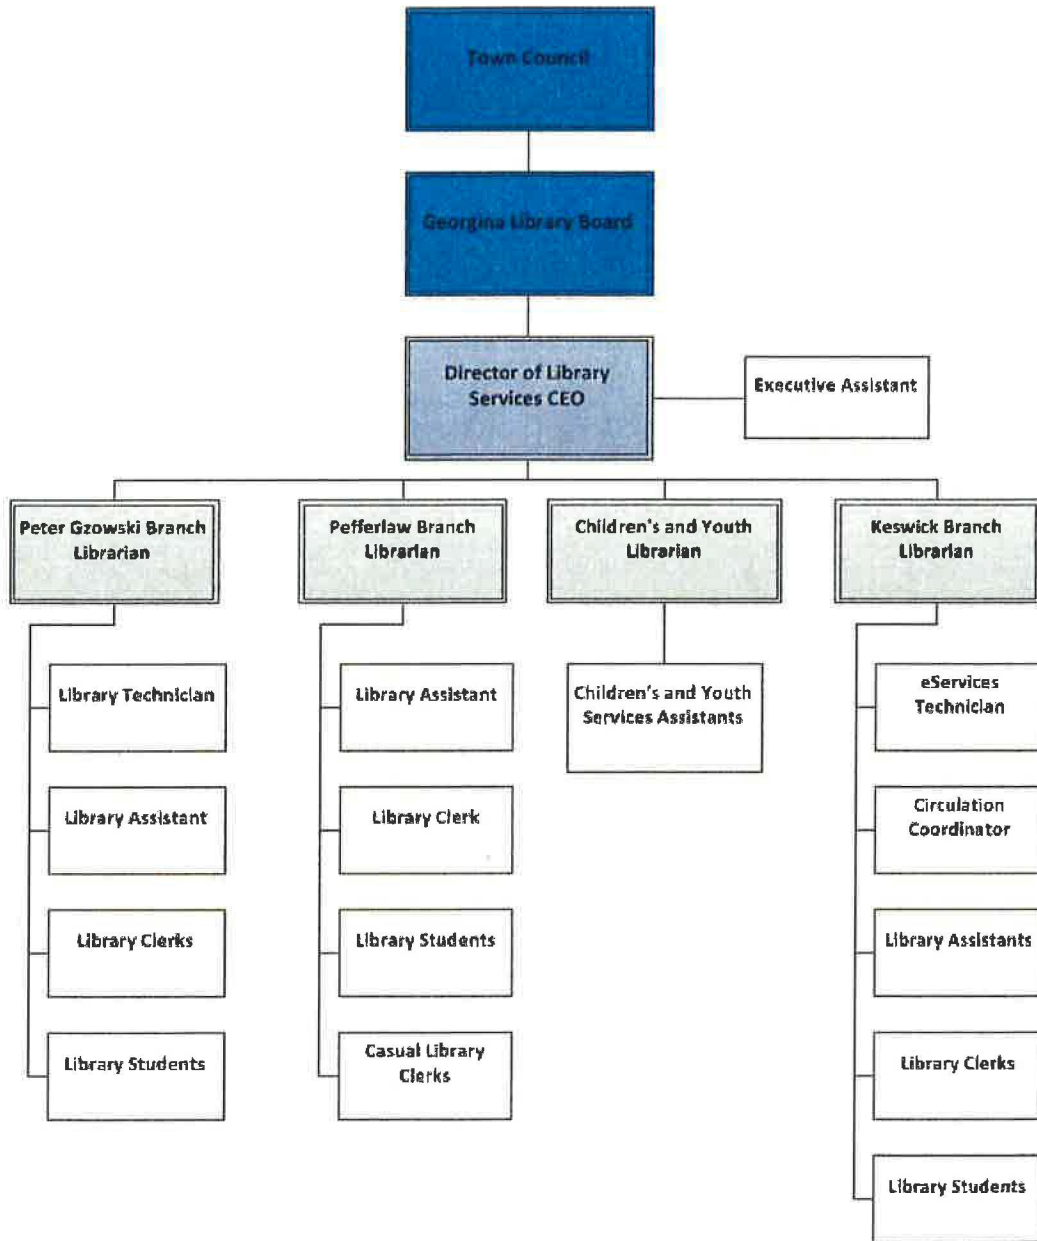 Town Council
Georgina Library Board
Director of Library
Services CEO
Executive Assistant
Peter Gzowski Branch
Librarian
Pefferlaw Branch
Librarian
Children's and Youth
Librarian
Keswick Branch
Librarian
Library Technician
Library Assistant
Library Clerks
Library Students
Library Assistant
Library Clerk
Library Students
Casual Library
Clerks
Children's and Youth
Services Assistants
eServices
Technician
Circulation
Coordinator
Library Assistants
Library Clerks
Library Students